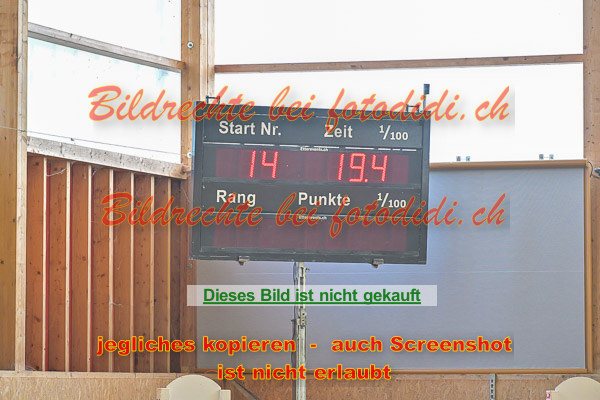 Bildrechte bei fotodidi.ch
Start Nr. Zeit 1/100
14 19.4
Rang Punkte 1/100
Bildrechte bei fotodidi.ch
Dieses Bild ist nicht gekauft
jegliches kopieren - auch Screenshot
ist nicht erlaubt